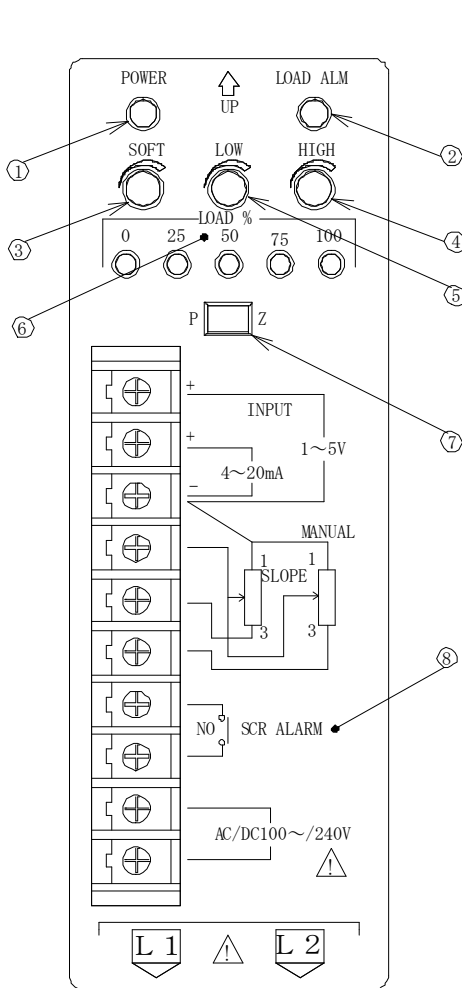 POWER
LOAD ALM
UP
①
②
SOFT
LOW
HIGH
③
④
LOAD %
0 25 50 75 100
⑤
⑥
P Z
⑦
+
INPUT
+
1～5V
4～20mA
−
MANUAL
1 1
SLOPE
3 3
⑧
NO SCR ALARM
AC/DC100～/240V
!
L1 ! L2